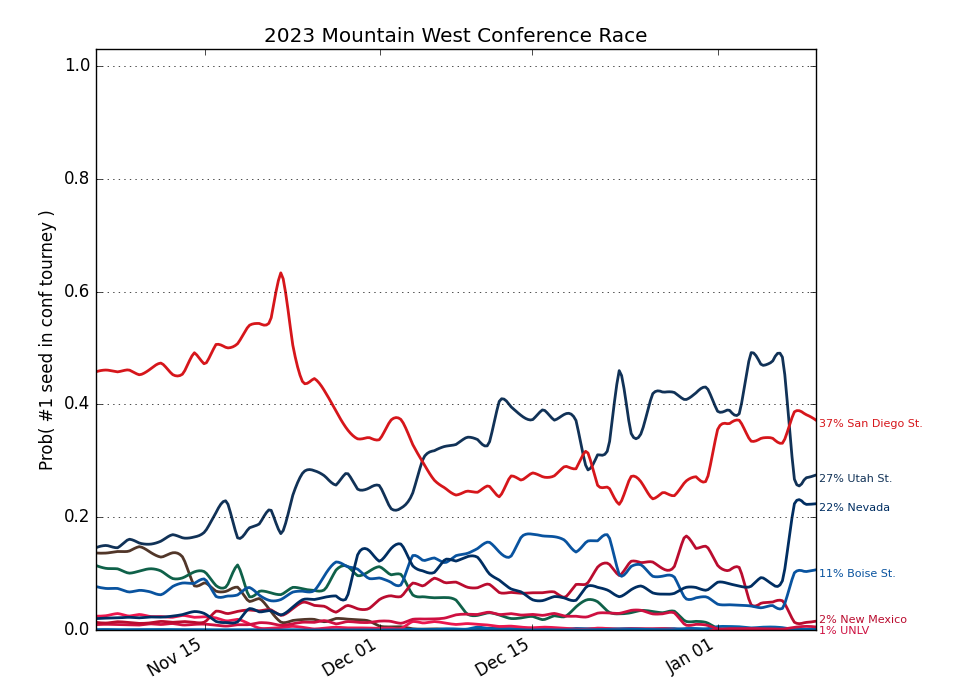 2023 Mountain West Conference Race
Prob( #1 seed in conf tourney )
1.0
0.8
0.6
0.4
0.2
0.0
Nov 15
Dec 01
Dec 15
Jan 01
37% San Diego St.
27% Utah St.
22% Nevada
11% Boise St.
2% New Mexico
1% UNLV